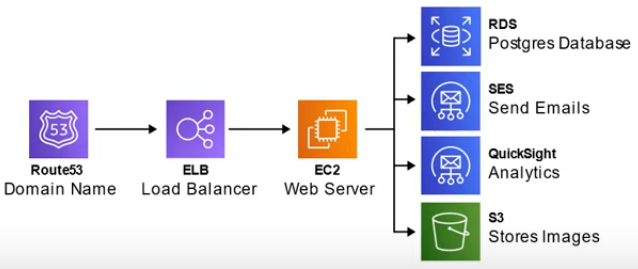 53
Route53
Domain Name
ELB
Load Balancer
EC2
Web Server
RDS
Postgres Database
SES
Send Emails
QuickSight
Analytics
S3
Stores Images